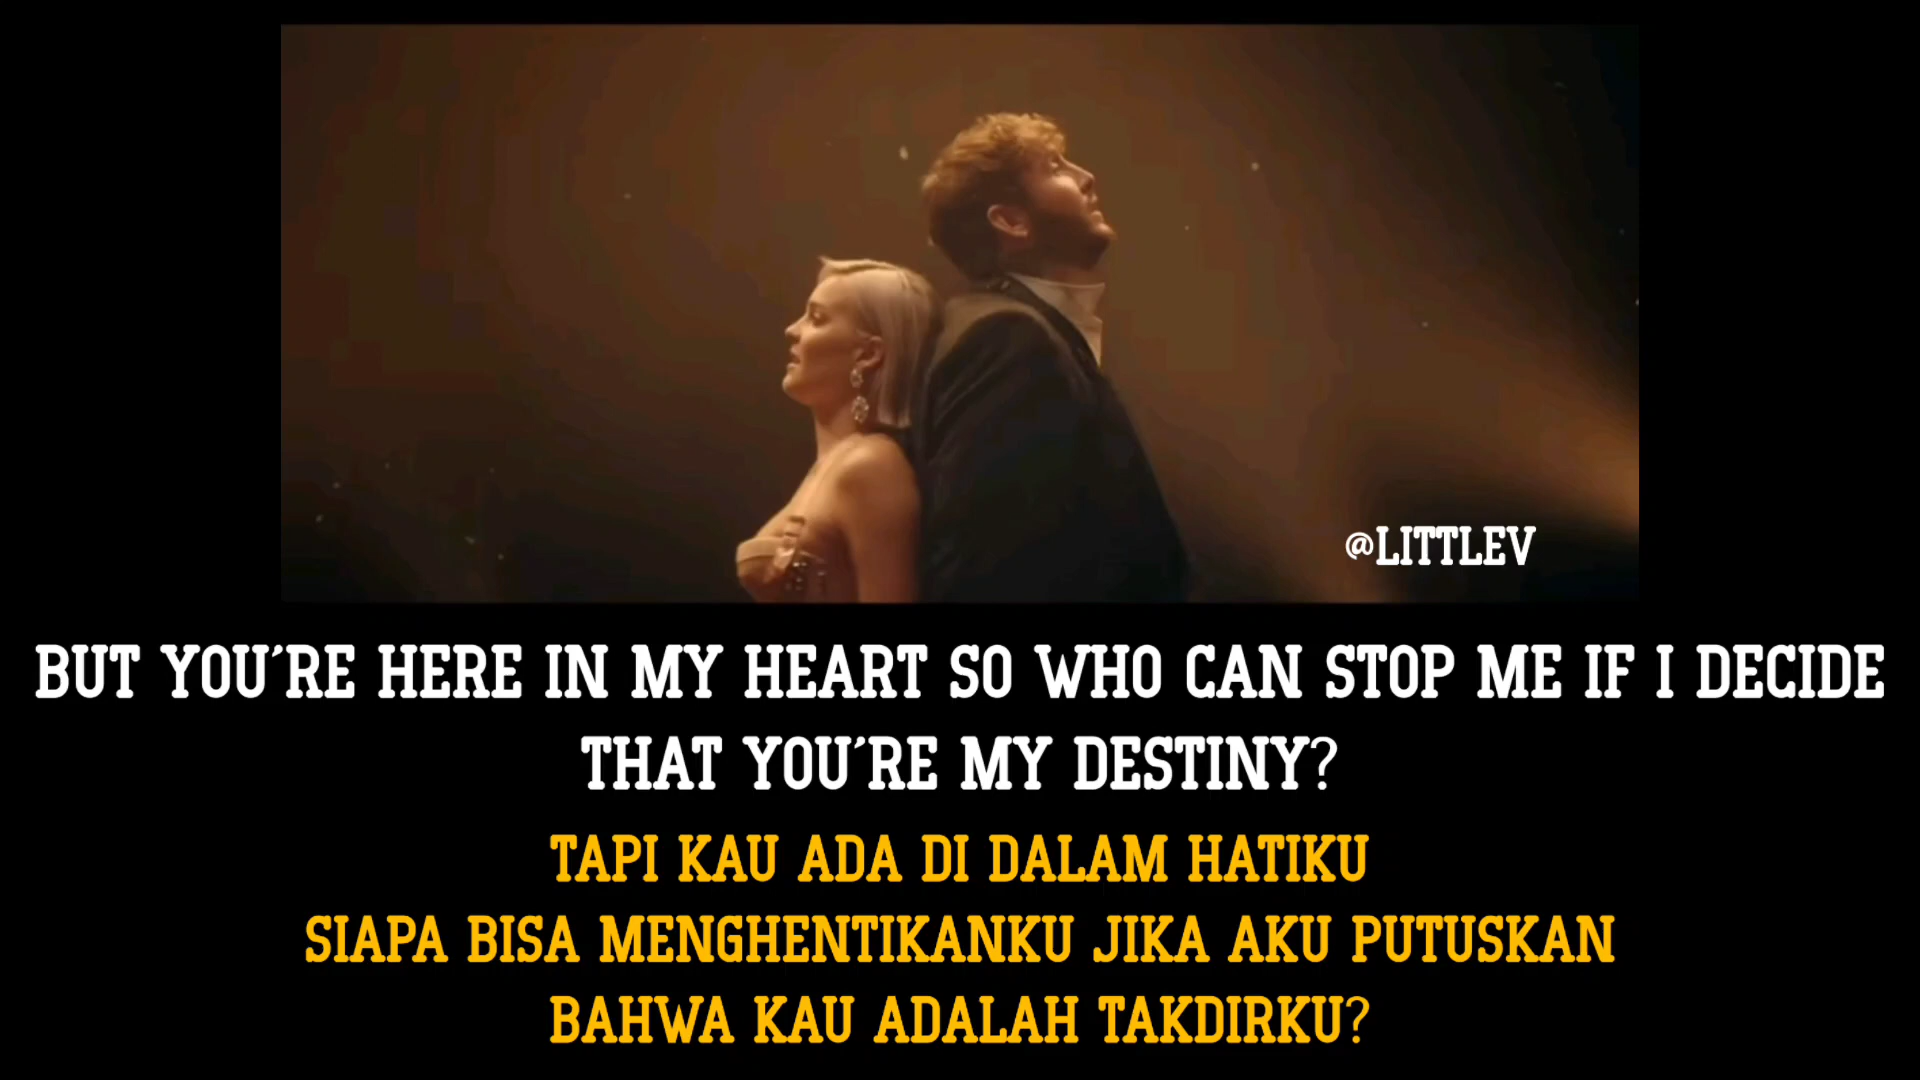 @LITTLEV
BUT YOU'RE HERE IN MY HEART SO WHO CAN STOP ME IF I DECIDE
THAT YOU'RE MY DESTINY?
TAPI KAU ADA DI DALAM HATIKU
SIAPA BISA MENGHENTIKANKU JIKA AKU PUTUSKAN
BAHWA KAU ADALAH TAKDIRKU?